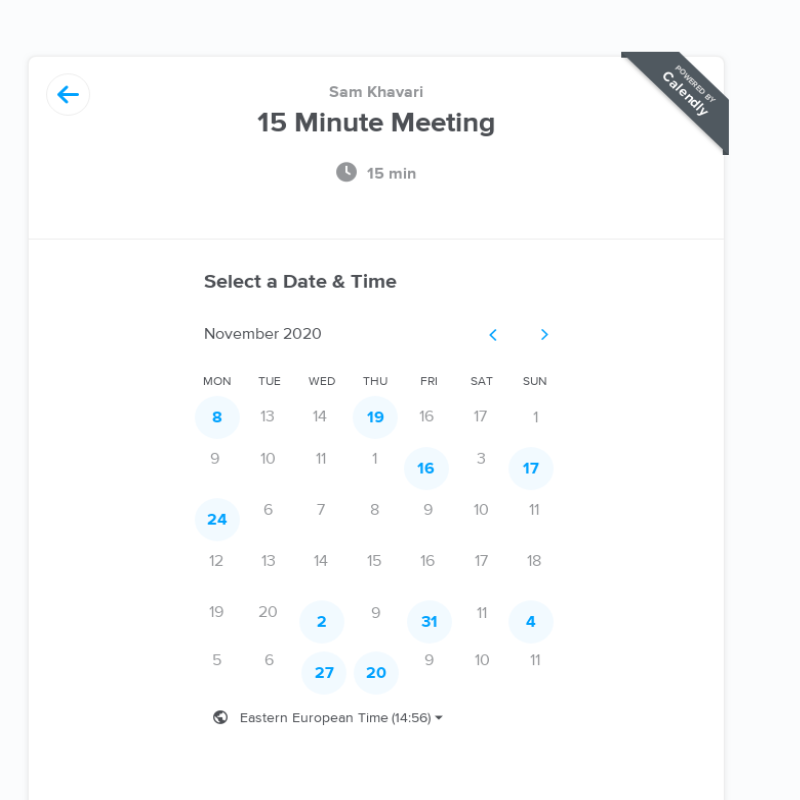 POWERED BY
Calendly
Sam Khavari
15 Minute Meeting
15 min
Select a Date & Time
November 2020
MON TUE WED THU FRI SAT SUN
8 13 14 19 16 17 1
9 10 11 1 16 3 17
24 6 7 8 9 10 11
12 13 14 15 16 17 18
19 20 2 9 31 11 4
5 6 27 20 9 10 11
Eastern European Time (14:56)